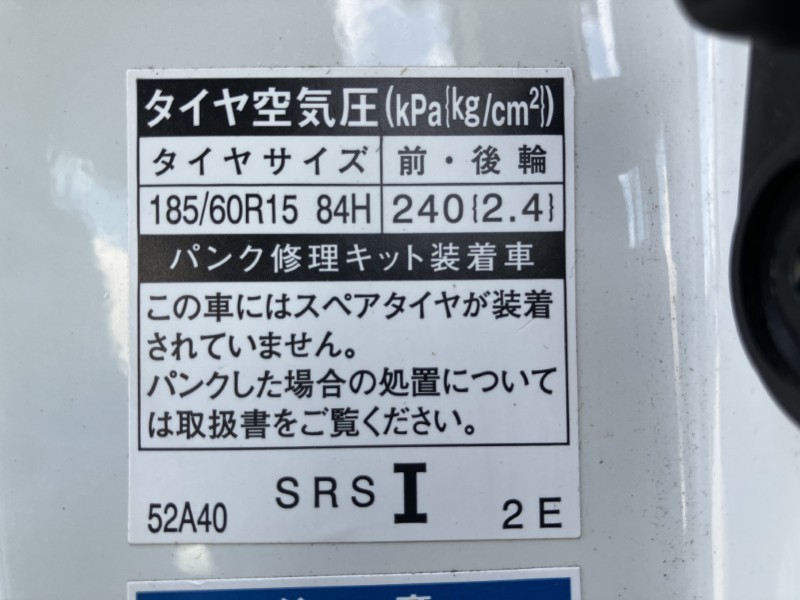 タイヤ空気圧(kPa{kg/cm²})
タイヤサイズ 前・後輪
185/60R15 84H 240{2.4}
パンク修理キット装着車
この車にはスペアタイヤが装着
されていません。
パンクした場合の処置について
は取扱書をご覧ください。
52A40 SRS I 2E